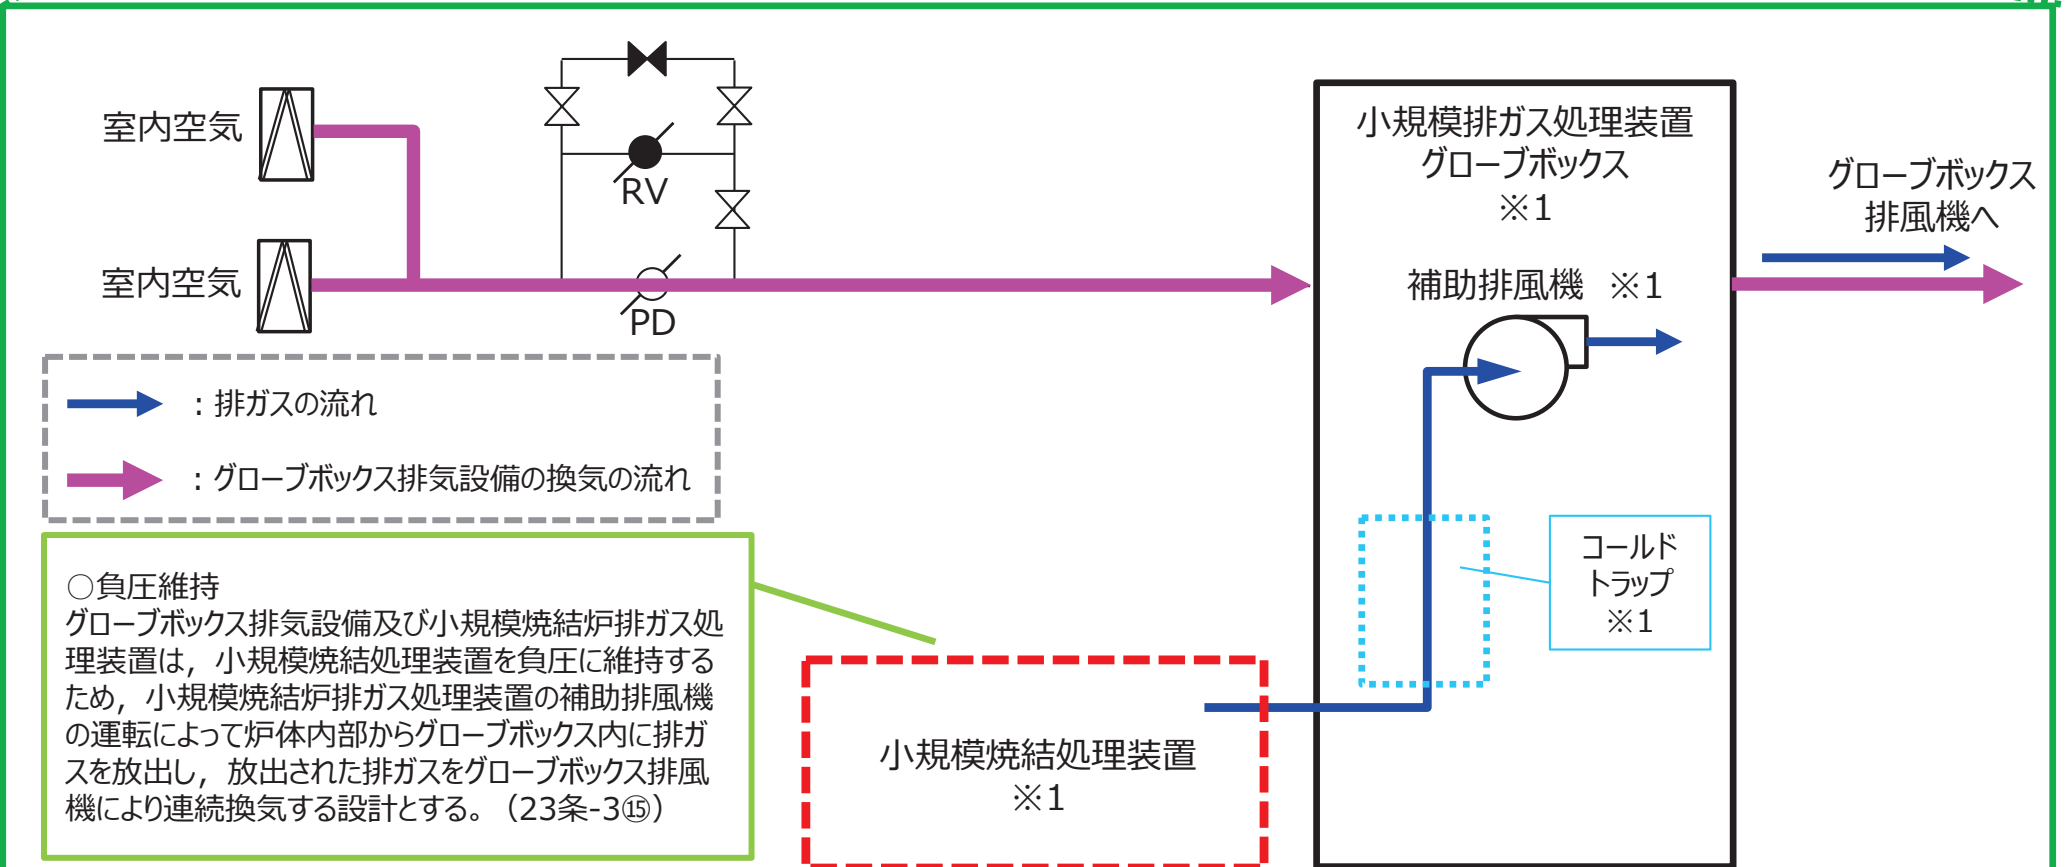 室内空気
RV
室内空気
PD
：排ガスの流れ
：グローブボックス排気設備の換気の流れ
○負圧維持
グローブボックス排気設備及び小規模焼結炉排ガス処
理装置は，小規模焼結処理装置を負圧に維持する
ため，小規模焼結炉排ガス処理装置の補助排風機
の運転によって炉体内部からグローブボックス内に排ガ
スを放出し，放出された排ガスをグローブボックス排風
機により連続換気する設計とする。（23条-3⑮）
小規模焼結処理装置
※1
小規模排ガス処理装置
グローブボックス
※1
補助排風機 ※1
コールド
トラップ
※1
グローブボックス
排風機へ